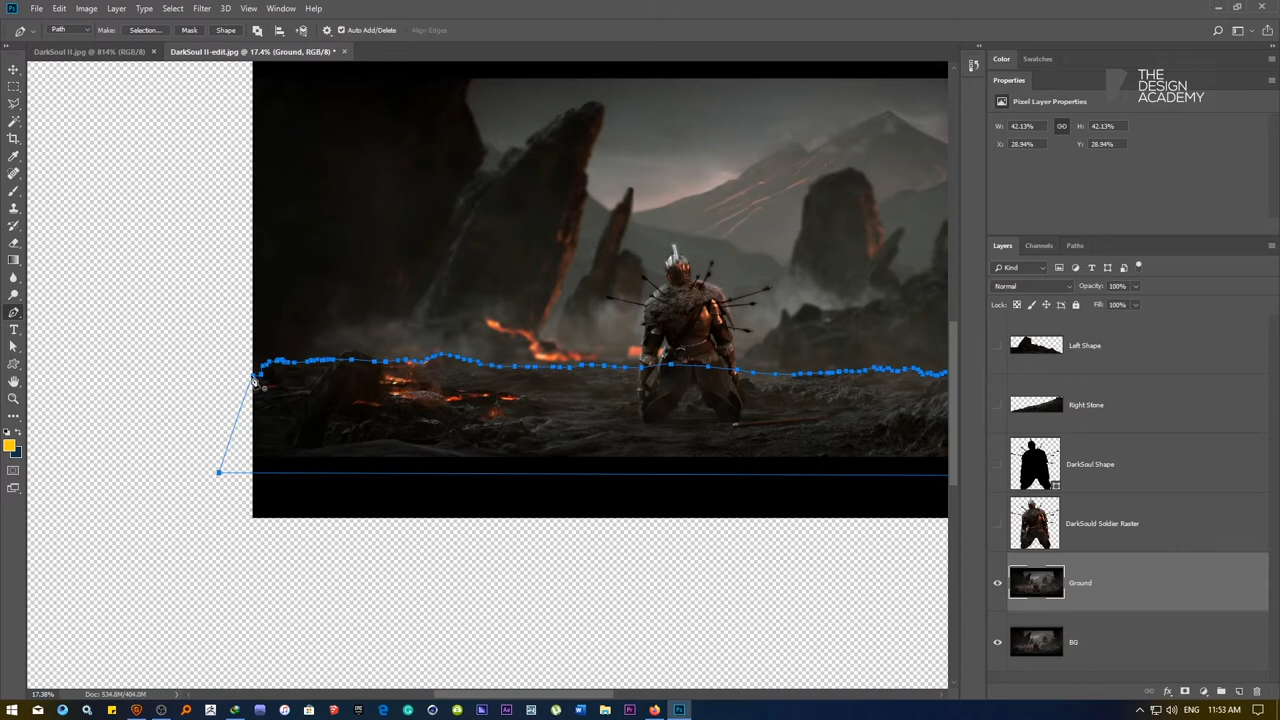 Ps File Edit Image Layer Type Select Filter 3D View Window Help
Path Make: Selection... Mask Shape Auto Add/Delete Align Edges
DarkSoul II.jpg @ 814% (RGB/8) × DarkSoul II-edit.jpg @ 17.4% (Ground, RGB/8) * ×
Color Swatches
Properties
THE
DESIGN
ACADEMY
Pixel Layer Properties
W: 42.13% H: 42.13%
X: 28.94% Y: 28.94%
Layers Channels Paths
Kind
Normal Opacity: 100%
Lock: Fill: 100%
Left Shape
Right Stone
DarkSoul Shape
DarkSould Soldier Raster
Ground
BG
17.38% Doc: 534.8M/404.0M
11:53 AM